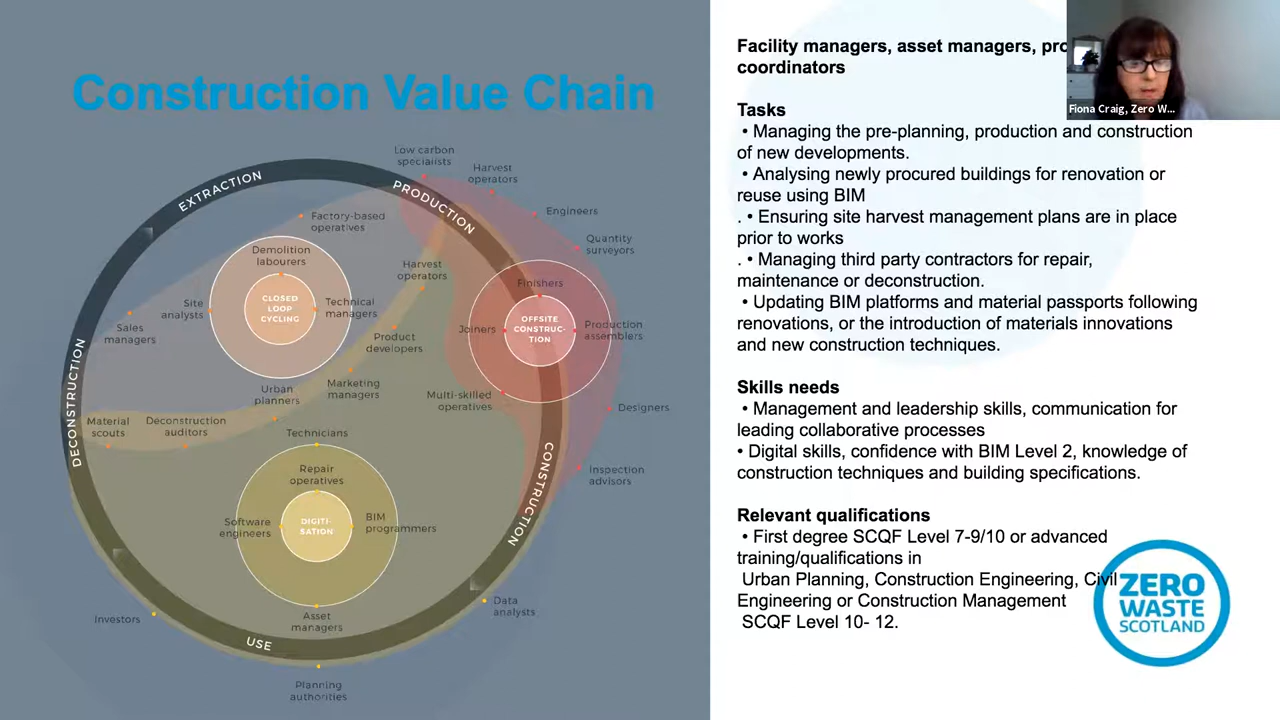 Construction Value Chain
EXTRACTION
PRODUCTION
CONSTRUCTION
USE
DECONSTRUCTION
Low carbon
specialists
Harvest
operators
Engineers
Quantity
surveyors
Factory-based
operatives
Demolition
labourers
CLOSED
LOOP
CYCLING
Site
analysts
Technical
managers
Sales
managers
Harvest
operators
Product
developers
Marketing
managers
Urban
planners
Material
scouts
Deconstruction
auditors
Finishers
Joiners
OFFSITE
CONSTRUC-
TION
Production
assemblers
Multi-skilled
operatives
Designers
Inspection
advisors
Technicians
Repair
operatives
Software
engineers
DIGITI-
SATION
BIM
programmers
Asset
managers
Data
analysts
Investors
Planning
authorities
Facility managers, asset managers, pro
coordinators
Tasks
• Managing the pre-planning, production and construction
of new developments.
• Analysing newly procured buildings for renovation or
reuse using BIM
. • Ensuring site harvest management plans are in place
prior to works
. • Managing third party contractors for repair,
maintenance or deconstruction.
• Updating BIM platforms and material passports following
renovations, or the introduction of materials innovations
and new construction techniques.
Skills needs
• Management and leadership skills, communication for
leading collaborative processes
• Digital skills, confidence with BIM Level 2, knowledge of
construction techniques and building specifications.
Relevant qualifications
• First degree SCQF Level 7-9/10 or advanced
training/qualifications in
Urban Planning, Construction Engineering, Civil
Engineering or Construction Management
SCQF Level 10- 12.
Fiona Craig, Zero W...
ZERO
WASTE
SCOTLAND